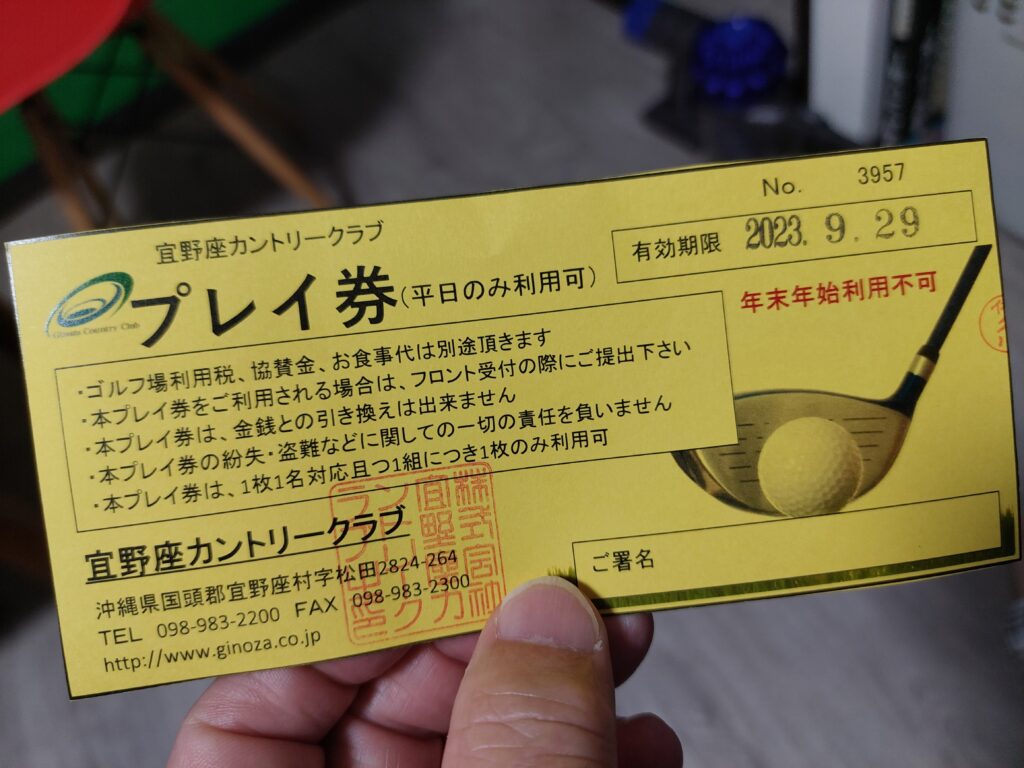 No. 3957
宜野座カントリークラブ
有効期限 2023. 9. 29
Ginoza Country Club
プレイ券(平日のみ利用可)
年末年始利用不可
・ゴルフ場利用税、協賛金、お食事代は別途頂きます
・本プレイ券をご利用される場合は、フロント受付の際にご提出下さい
・本プレイ券は、金銭との引き換えは出来ません
・本プレイ券の紛失・盗難などに関しての一切の責任を負いません
・本プレイ券は、1枚1名対応且つ1組につき1枚のみ利用可
宜野座カントリークラブ
沖縄県国頭郡宜野座村字松田2824-264
TEL 098-983-2200 FAX 098-983-2300
http://www.ginoza.co.jp
ご署名